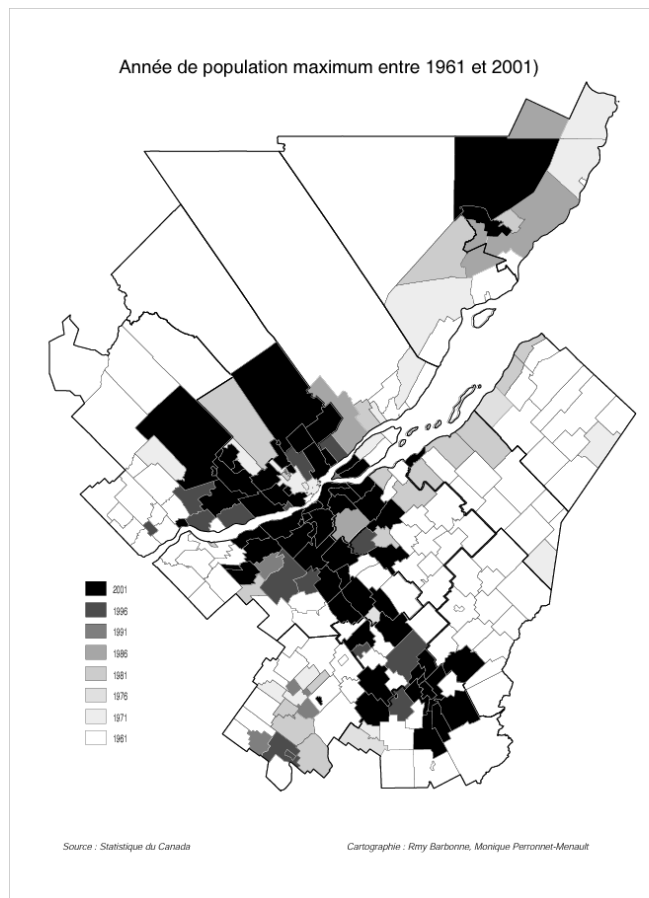 Année de population maximum entre 1961 et 2001)
2001
1996
1991
1986
1981
1976
1971
1961
Source : Statistique du Canada
Cartographie : Rmy Barbonne, Monique Perronnet-Menault